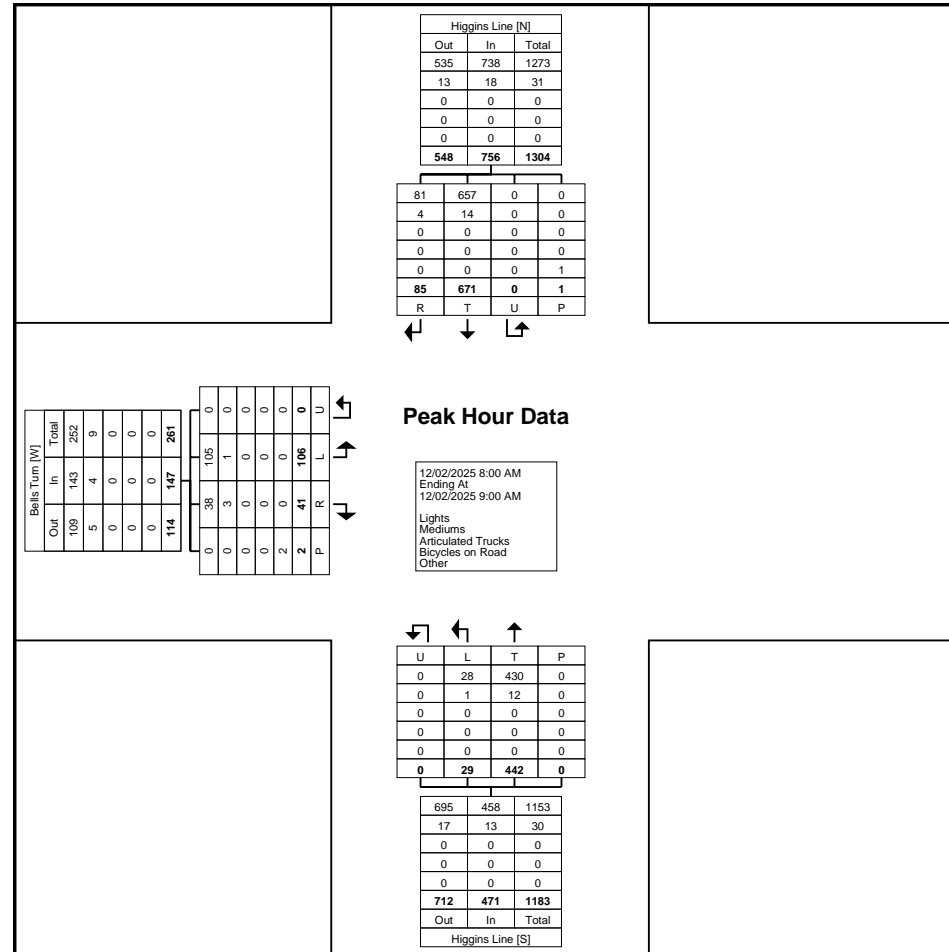 Higgins Line [N]
Out In Total
535 738 1273
13 18 31
0 0 0
0 0 0
0 0 0
548 756 1304
81 657 0 0
4 14 0 0
0 0 0 0
0 0 0 0
0 0 0 1
85 671 0 1
R T U P
Bells Turn [W]
Out In Total
109 143 252
5 4 9
0 0 0
0 0 0
0 0 0
114 147 261
0 38 105 0
0 3 1 0
0 0 0 0
0 0 0 0
2 0 0 0
2 41 106 0
P R L U
Peak Hour Data
12/02/2025 8:00 AM
Ending At
12/02/2025 9:00 AM
Lights
Mediums
Articulated Trucks
Bicycles on Road
Other
U L T P
0 28 430 0
0 1 12 0
0 0 0 0
0 0 0 0
0 0 0 0
0 29 442 0
695 458 1153
17 13 30
0 0 0
0 0 0
0 0 0
712 471 1183
Out In Total
Higgins Line [S]